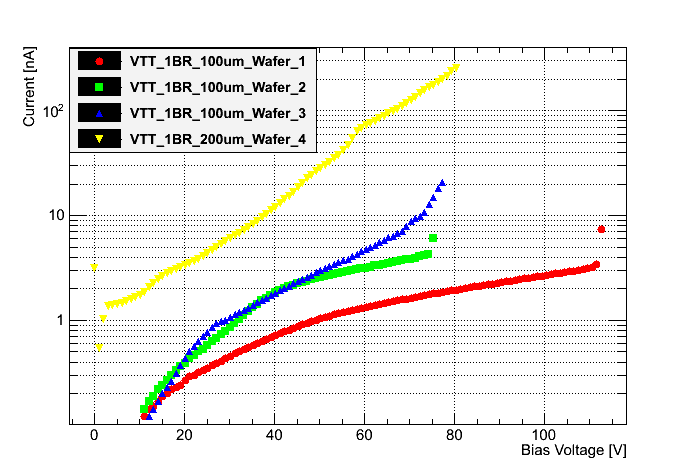 Current [nA]
VTT_1BR_100um_Wafer_1
VTT_1BR_100um_Wafer_2
VTT_1BR_100um_Wafer_3
VTT_1BR_200um_Wafer_4
10²
10
1
0 20 40 60 80 100
Bias Voltage [V]